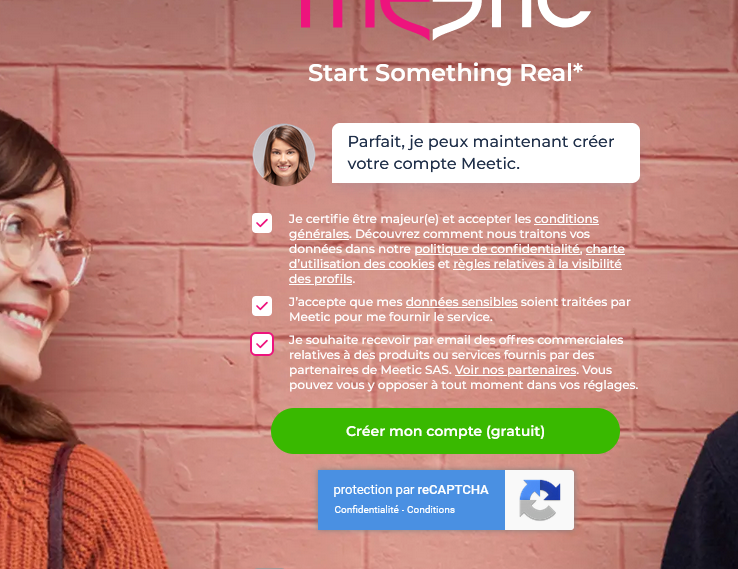 Start Something Real*
Parfait, je peux maintenant créer
votre compte Meetic.
Je certifie être majeur(e) et accepter les conditions
générales. Découvrez comment nous traitons vos
données dans notre politique de confidentialité, charte
d'utilisation des cookies et règles relatives à la visibilité
des profils.
J'accepte que mes données sensibles soient traitées par
Meetic pour me fournir le service.
Je souhaite recevoir par email des offres commerciales
relatives à des produits ou services fournis par des
partenaires de Meetic SAS. Voir nos partenaires. Vous
pouvez vous y opposer à tout moment dans vos réglages.
Créer mon compte (gratuit)
protection par reCAPTCHA
Confidentialité - Conditions